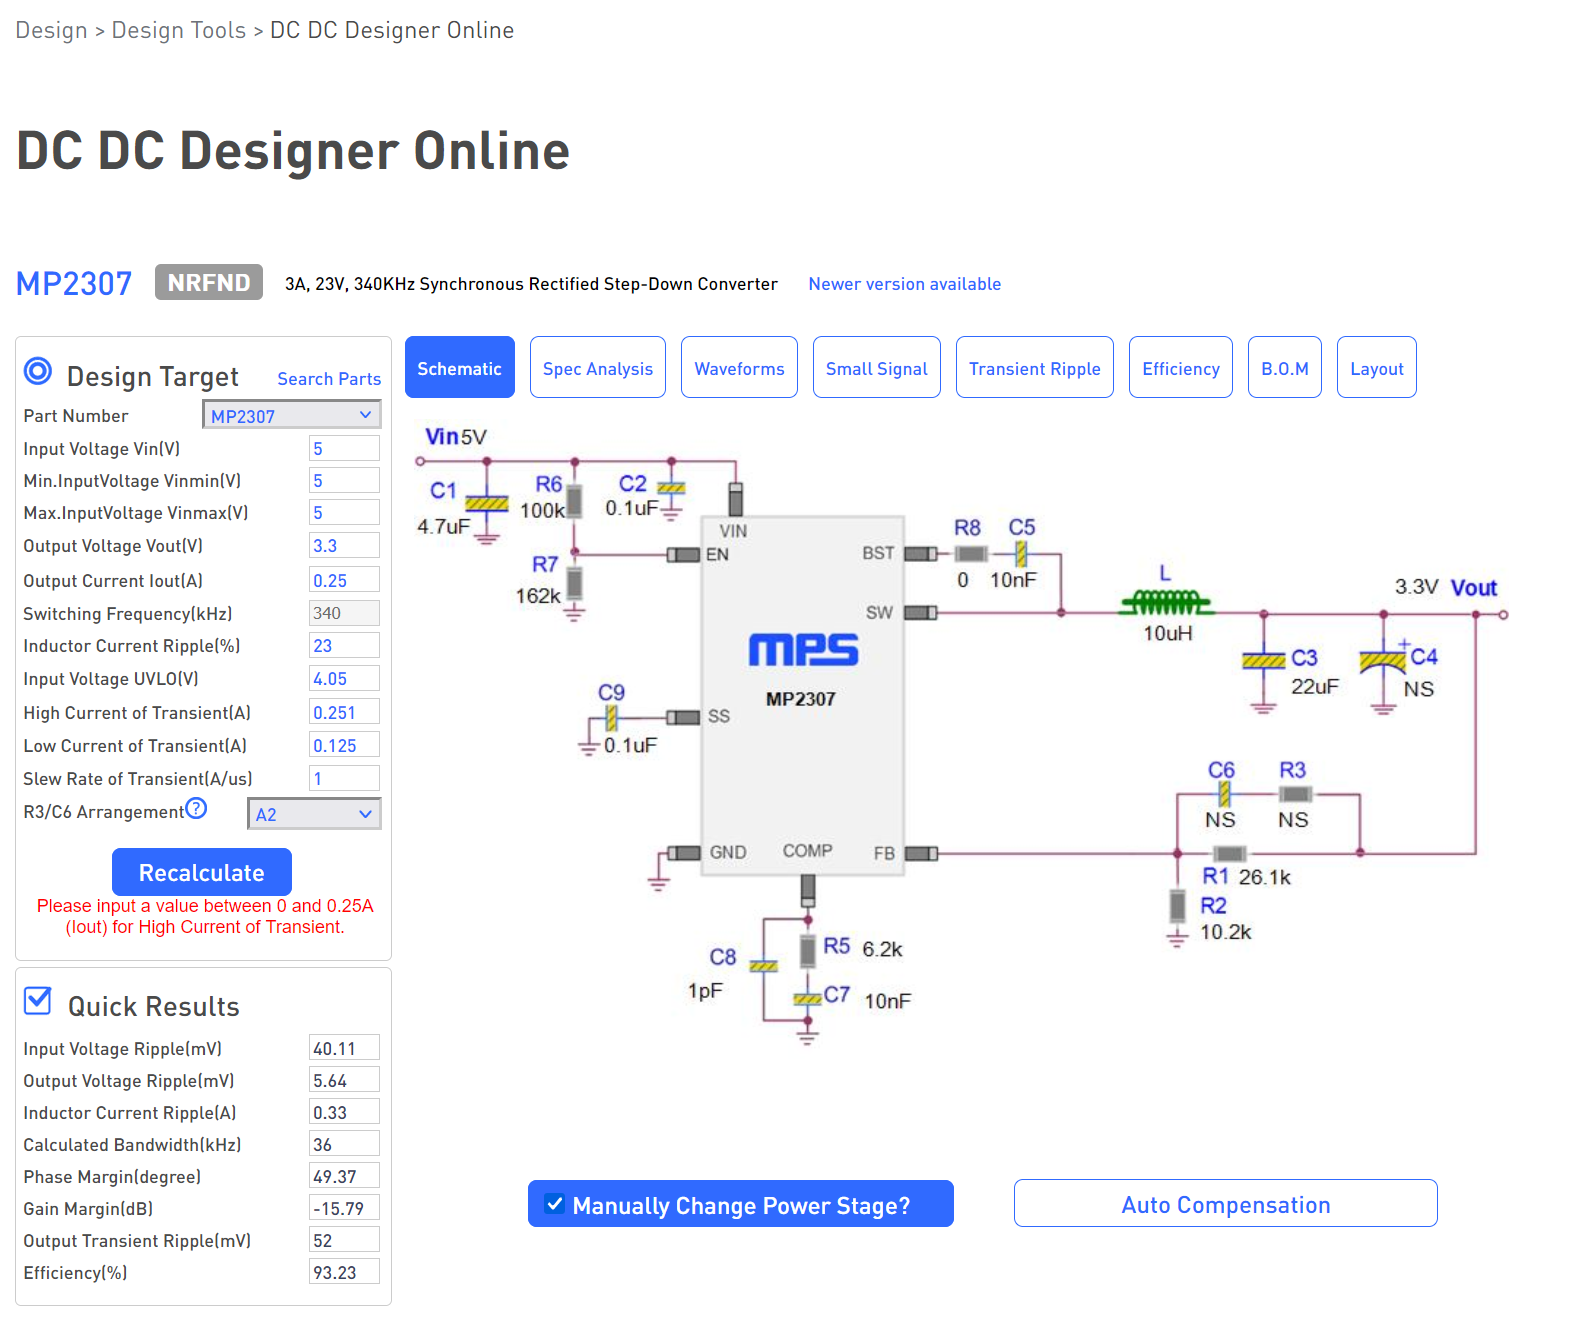 Design > Design Tools > DC DC Designer Online
DC DC Designer Online
MP2307 NRFND 3A, 23V, 340KHz Synchronous Rectified Step-Down Converter Newer version available
Design Target Search Parts
Part Number MP2307
Input Voltage Vin(V) 5
Min.InputVoltage Vinmin(V) 5
Max.InputVoltage Vinmax(V) 5
Output Voltage Vout(V) 3.3
Output Current Iout(A) 0.25
Switching Frequency(kHz) 340
Inductor Current Ripple(%) 23
Input Voltage UVLO(V) 4.05
High Current of Transient(A) 0.251
Low Current of Transient(A) 0.125
Slew Rate of Transient(A/us) 1
R3/C6 Arrangement ? A2
Recalculate
Please input a value between 0 and 0.25A
(Iout) for High Current of Transient.
Quick Results
Input Voltage Ripple(mV) 40.11
Output Voltage Ripple(mV) 5.64
Inductor Current Ripple(A) 0.33
Calculated Bandwidth(kHz) 36
Phase Margin(degree) 49.37
Gain Margin(dB) -15.79
Output Transient Ripple(mV) 52
Efficiency(%) 93.23
Schematic Spec Analysis Waveforms Small Signal Transient Ripple Efficiency B.O.M Layout
Vin 5V
C1
4.7uF
R6
100k
C2
0.1uF
R7
162k
VIN
EN
BST
SW
R8
0
C5
10nF
L
10uH
3.3V Vout
C3
22uF
+
C4
NS
mps
MP2307
C9
0.1uF
SS
GND
COMP
FB
C6
NS
R3
NS
R1 26.1k
R2
10.2k
C8
1pF
R5 6.2k
C7 10nF
Manually Change Power Stage?
Auto Compensation